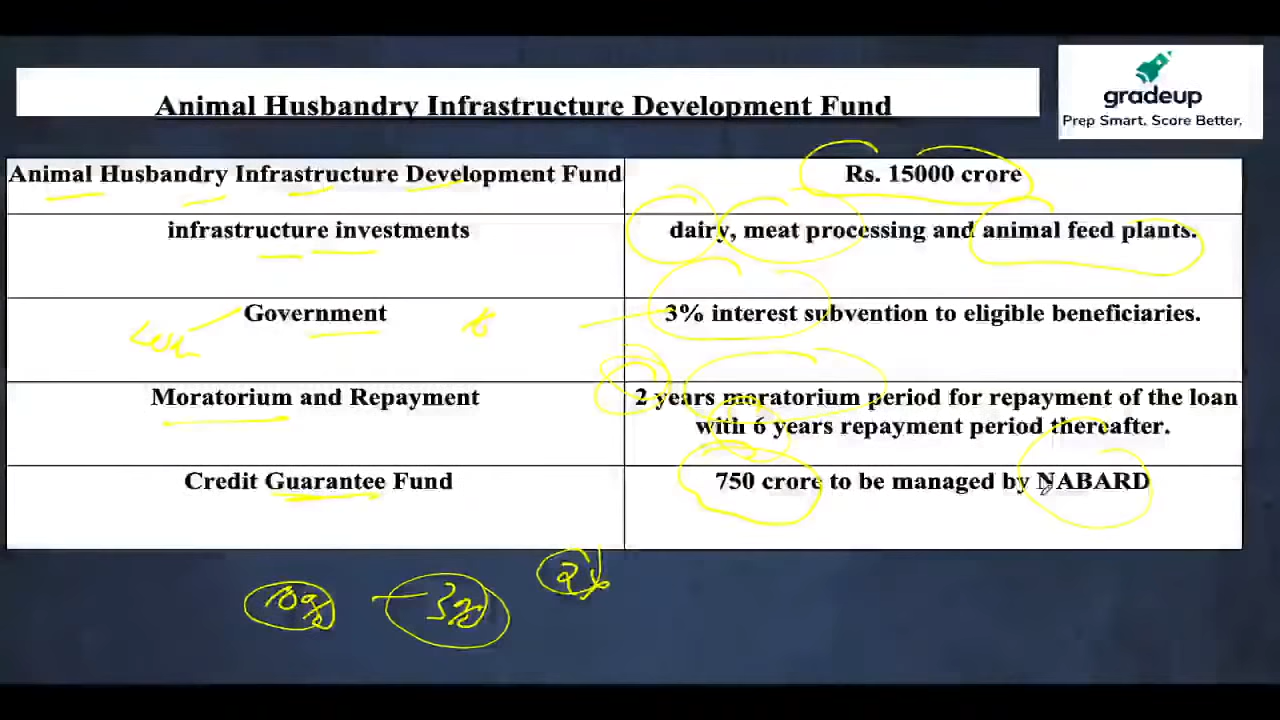 gradeup
Prep Smart. Score Better.
Animal Husbandry Infrastructure Development Fund
Animal Husbandry Infrastructure Development Fund
Rs. 15000 crore
infrastructure investments
dairy, meat processing and animal feed plants.
Government
3% interest subvention to eligible beneficiaries.
Moratorium and Repayment
2 years moratorium period for repayment of the loan
with 6 years repayment period thereafter.
Credit Guarantee Fund
750 crore to be managed by NABARD
10%
- 3%